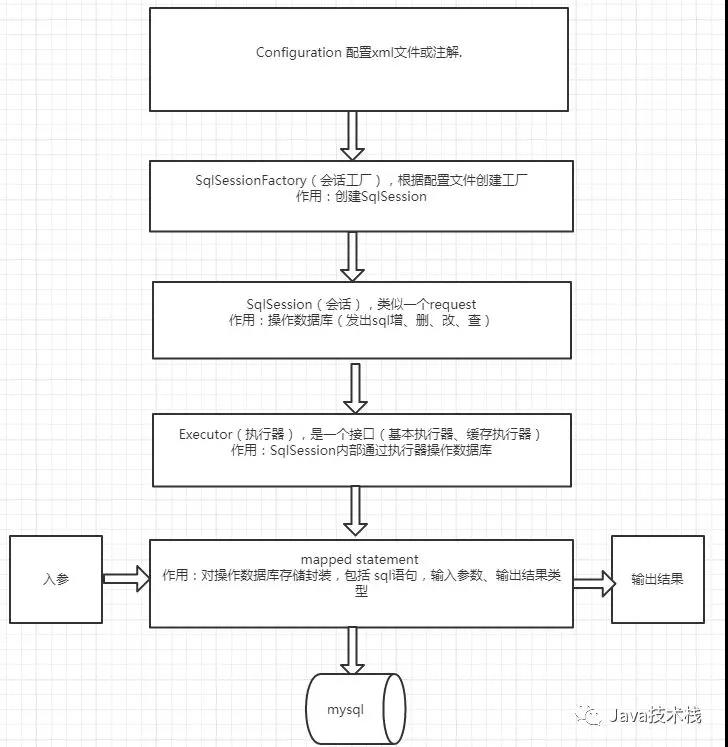 Configuration 配置xml文件或注解.
SqlSessionFactory（会话工厂），根据配置文件创建工厂
作用：创建SqlSession
SqlSession（会话），类似一个request
作用：操作数据库（发出sql增、删、改、查）
Executor（执行器），是一个接口（基本执行器、缓存执行器）
作用：SqlSession内部通过执行器操作数据库
入参
mapped statement
作用：对操作数据库存储封装，包括 sql语句，输入参数、输出结果类
型
输出结果
mysql
Java技术栈